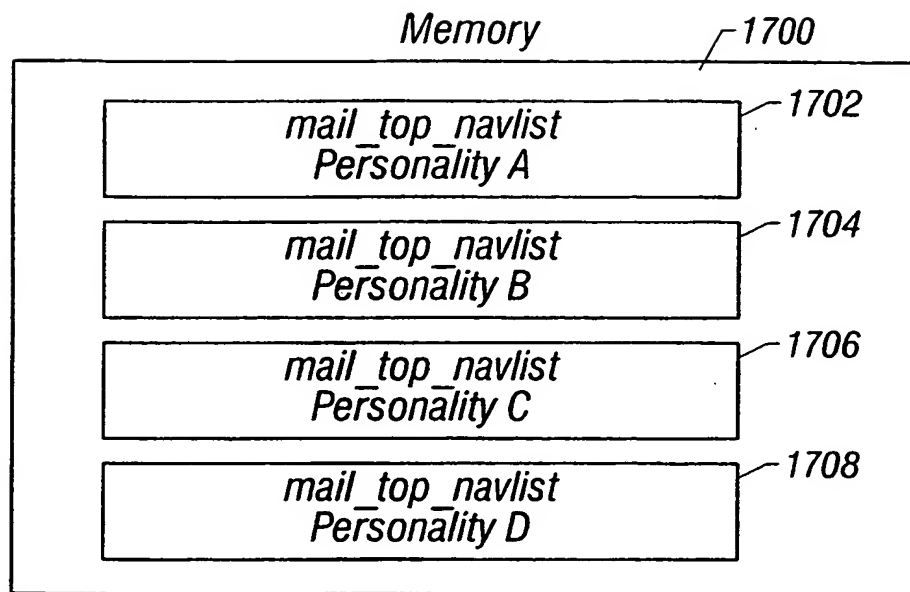 Memory
1700
mail_top_navlist
Personality A
1702
mail_top_navlist
Personality B
1704
mail_top_navlist
Personality C
1706
mail_top_navlist
Personality D
1708